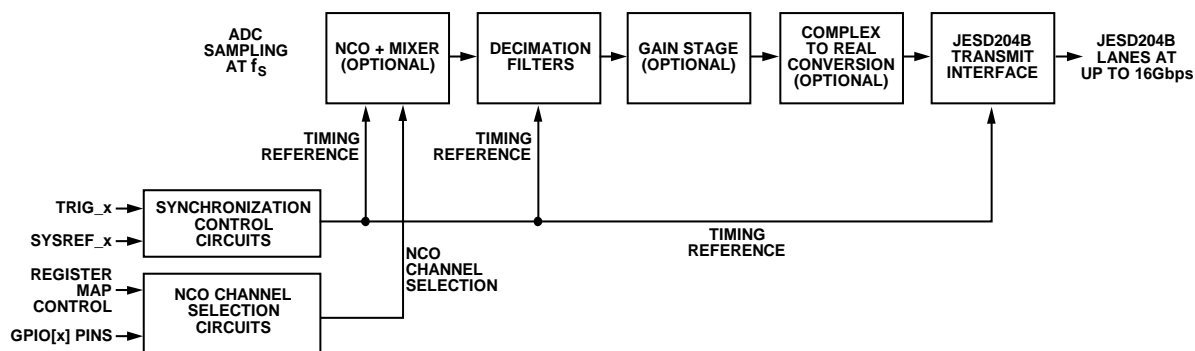 ADC
SAMPLING
AT fS
NCO + MIXER
(OPTIONAL)
DECIMATION
FILTERS
GAIN STAGE
(OPTIONAL)
COMPLEX
TO REAL
CONVERSION
(OPTIONAL)
JESD204B
TRANSMIT
INTERFACE
JESD204B
LANES AT
UP TO 16Gbps
TIMING
REFERENCE
TIMING
REFERENCE
TRIG_x
SYSREF_x
SYNCHRONIZATION
CONTROL
CIRCUITS
TIMING
REFERENCE
NCO
CHANNEL
SELECTION
REGISTER
MAP
CONTROL
GPIO[x] PINS
NCO CHANNEL
SELECTION
CIRCUITS